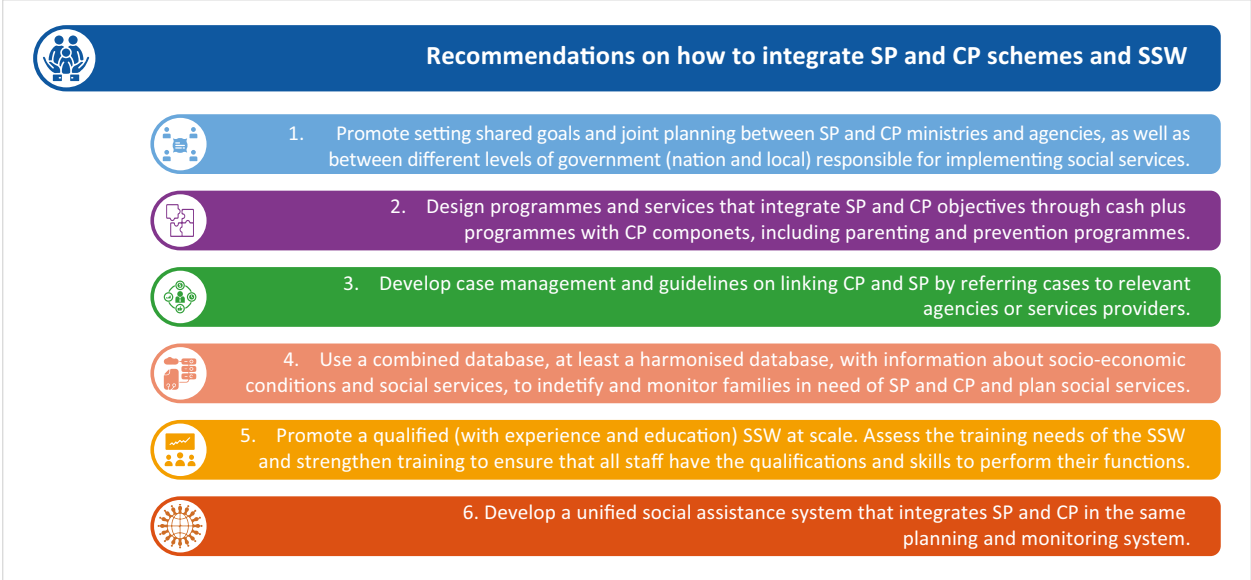 Recommendations on how to integrate SP and CP schemes and SSW
1. Promote setting shared goals and joint planning between SP and CP ministries and agencies, as well as
between different levels of government (nation and local) responsible for implementing social services.
2. Design programmes and services that integrate SP and CP objectives through cash plus
programmes with CP componets, including parenting and prevention programmes.
3. Develop case management and guidelines on linking CP and SP by referring cases to relevant
agencies or services providers.
4. Use a combined database, at least a harmonised database, with information about socio-economic
conditions and social services, to indetify and monitor families in need of SP and CP and plan social services.
5. Promote a qualified (with experience and education) SSW at scale. Assess the training needs of the SSW
and strengthen training to ensure that all staff have the qualifications and skills to perform their functions.
6. Develop a unified social assistance system that integrates SP and CP in the same
planning and monitoring system.